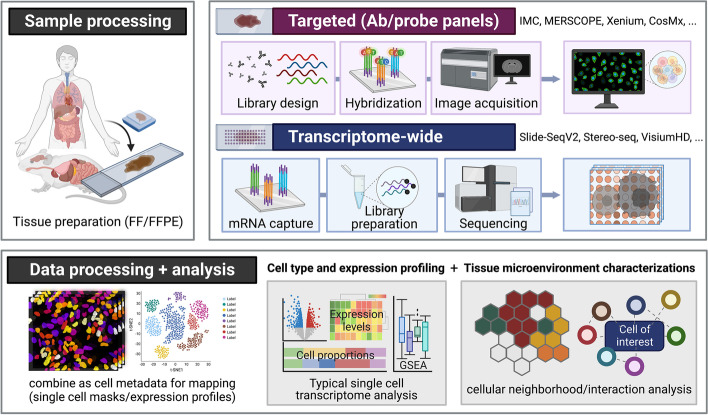 Sample processing
Tissue preparation (FF/FFPE)
Targeted (Ab/probe panels)
IMC, MERSCOPE, Xenium, CosMx, ...
Library design
Hybridization
Image acquisition
Transcriptome-wide
Slide-SeqV2, Stereo-seq, VisiumHD, ...
mRNA capture
Library
preparation
Sequencing
Data processing + analysis
Cell type and expression profiling + Tissue microenvironment characterizations
t-SNE2
t-SNE1
Label
Label
Label
Label
Label
Label
Label
combine as cell metadata for mapping
(single cell masks/expression profiles)
Expression
levels
Cell proportions
GSEA
Typical single cell
transcriptome analysis
Cell of
interest
cellular neighborhood/interaction analysis